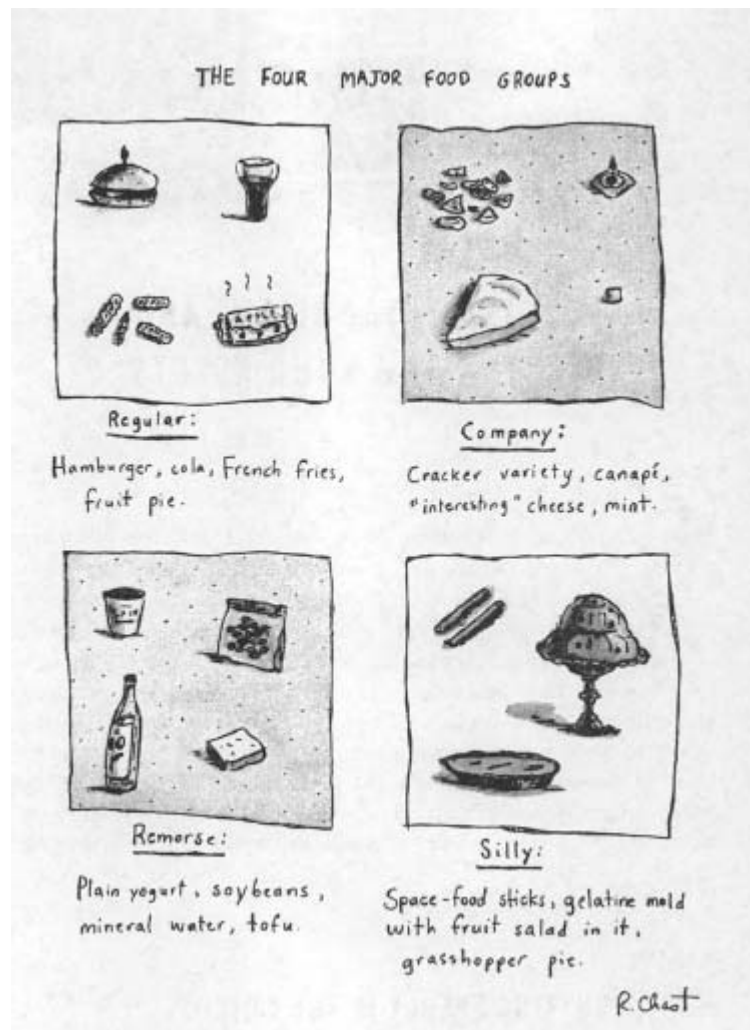 THE FOUR MAJOR FOOD GROUPS
APPLE
Regular:
Hamburger, cola, French fries,
fruit pie.
Company:
Cracker variety, canapé,
"interesting" cheese, mint.
Remorse:
Plain yogurt, soybeans,
mineral water, tofu.
Silly:
Space-food sticks, gelatine mold
with fruit salad in it,
grasshopper pie.
R. Chast